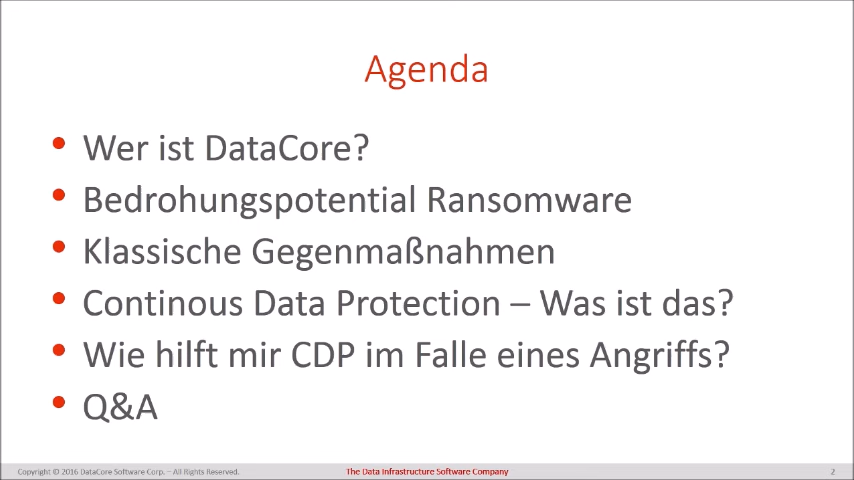 Agenda
• Wer ist DataCore?
• Bedrohungspotential Ransomware
• Klassische Gegenmaßnahmen
• Continous Data Protection – Was ist das?
• Wie hilft mir CDP im Falle eines Angriffs?
• Q&A
Copyright © 2016 DataCore Software Corp. – All Rights Reserved. The Data Infrastructure Software Company 2